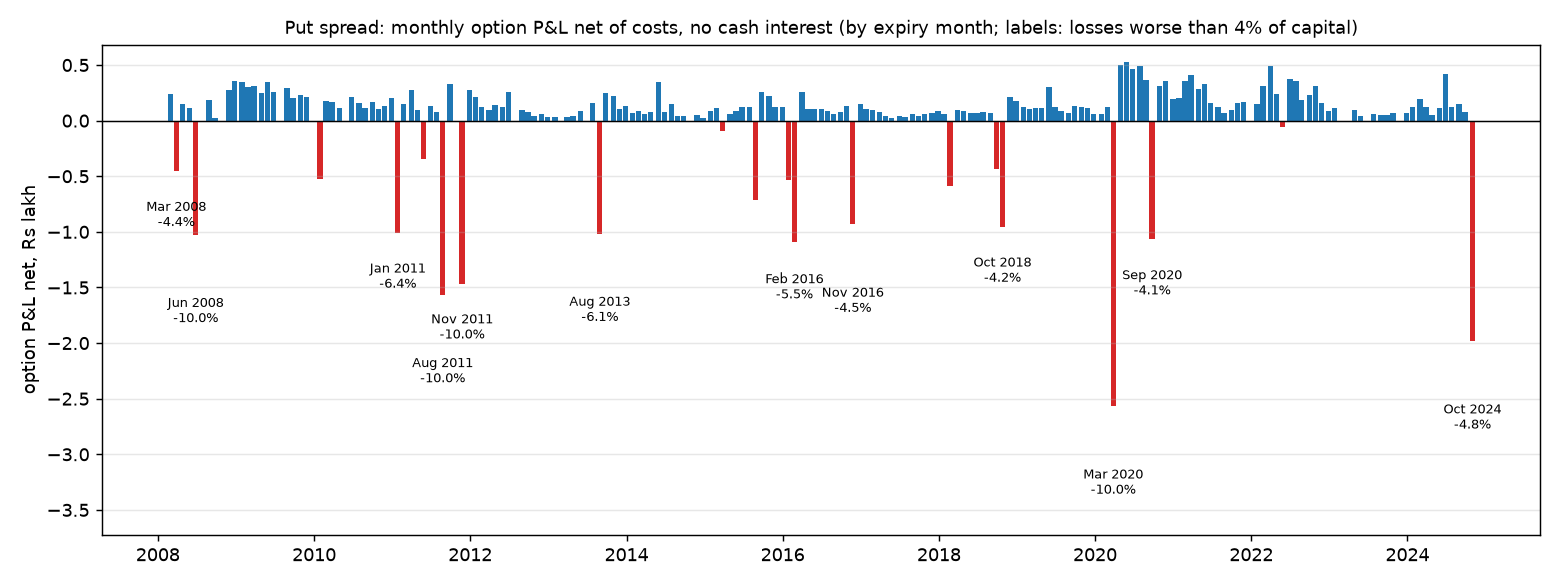 Put spread: monthly option P&L net of costs, no cash interest (by expiry month; labels: losses worse than 4% of capital)
option P&L net, Rs lakh
0.5
0.0
−0.5
−1.0
−1.5
−2.0
−2.5
−3.0
−3.5
Mar 2008
-4.4%
Jun 2008
-10.0%
Jan 2011
-6.4%
Aug 2011
-10.0%
Nov 2011
-10.0%
Aug 2013
-6.1%
Feb 2016
-5.5%
Nov 2016
-4.5%
Oct 2018
-4.2%
Mar 2020
-10.0%
Sep 2020
-4.1%
Oct 2024
-4.8%
2008
2010
2012
2014
2016
2018
2020
2022
2024